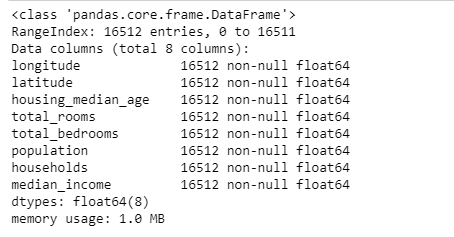 <class 'pandas.core.frame.DataFrame'>
RangeIndex: 16512 entries, 0 to 16511
Data columns (total 8 columns):
longitude             16512 non-null float64
latitude              16512 non-null float64
housing_median_age    16512 non-null float64
total_rooms           16512 non-null float64
total_bedrooms        16512 non-null float64
population            16512 non-null float64
households            16512 non-null float64
median_income         16512 non-null float64
dtypes: float64(8)
memory usage: 1.0 MB